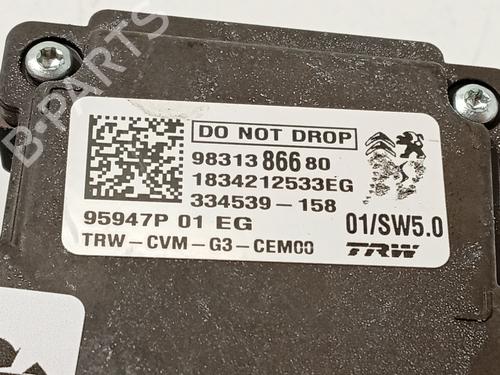 DO NOT DROP
98313 866 80
1834212533EG
334539-158
95947P 01 EG
01/SW5.0
TRW-CVM-G3-CEM00
TRW
B-PARTS